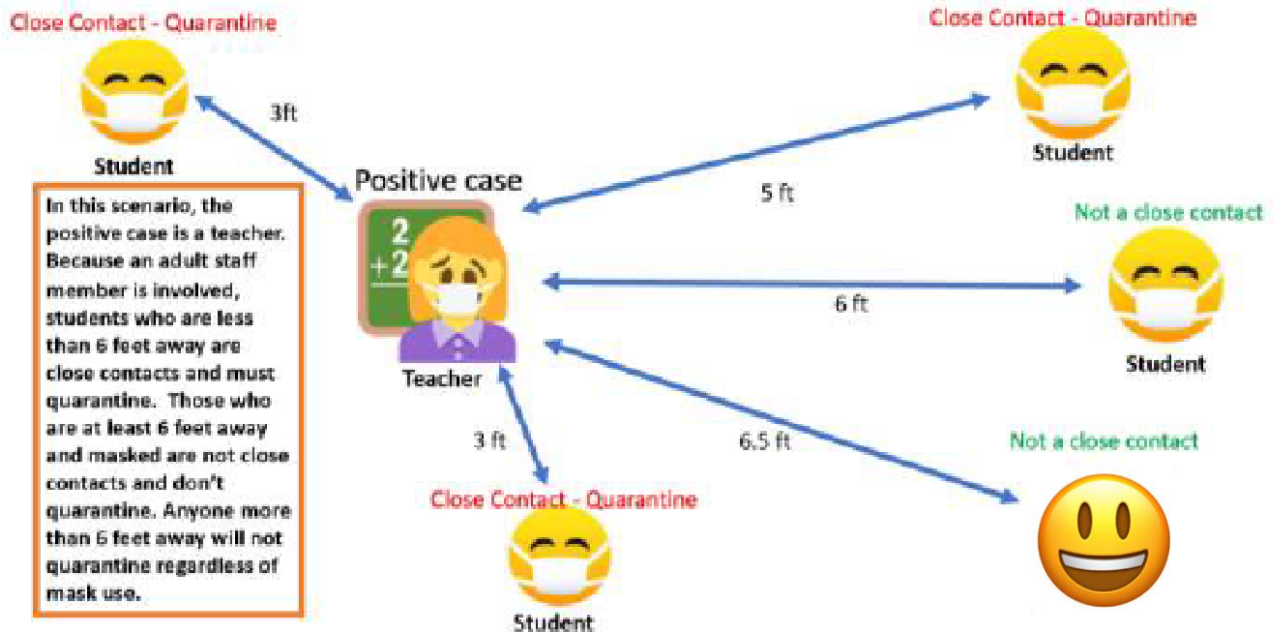 Close Contact - Quarantine
Close Contact - Quarantine
3ft
Student
Student
Positive case
5 ft
In this scenario, the
positive case is a teacher.
Because an adult staff
member is involved,
students who are less
than 6 feet away are
close contacts and must
quarantine. Those who
are at least 6 feet away
and masked are not close
contacts and don't
quarantine. Anyone more
than 6 feet away will not
quarantine regardless of
mask use.
2
+2
Not a close contact
6 ft
Student
Teacher
3 ft
6.5 ft
Not a close contact
Close Contact - Quarantine
Student